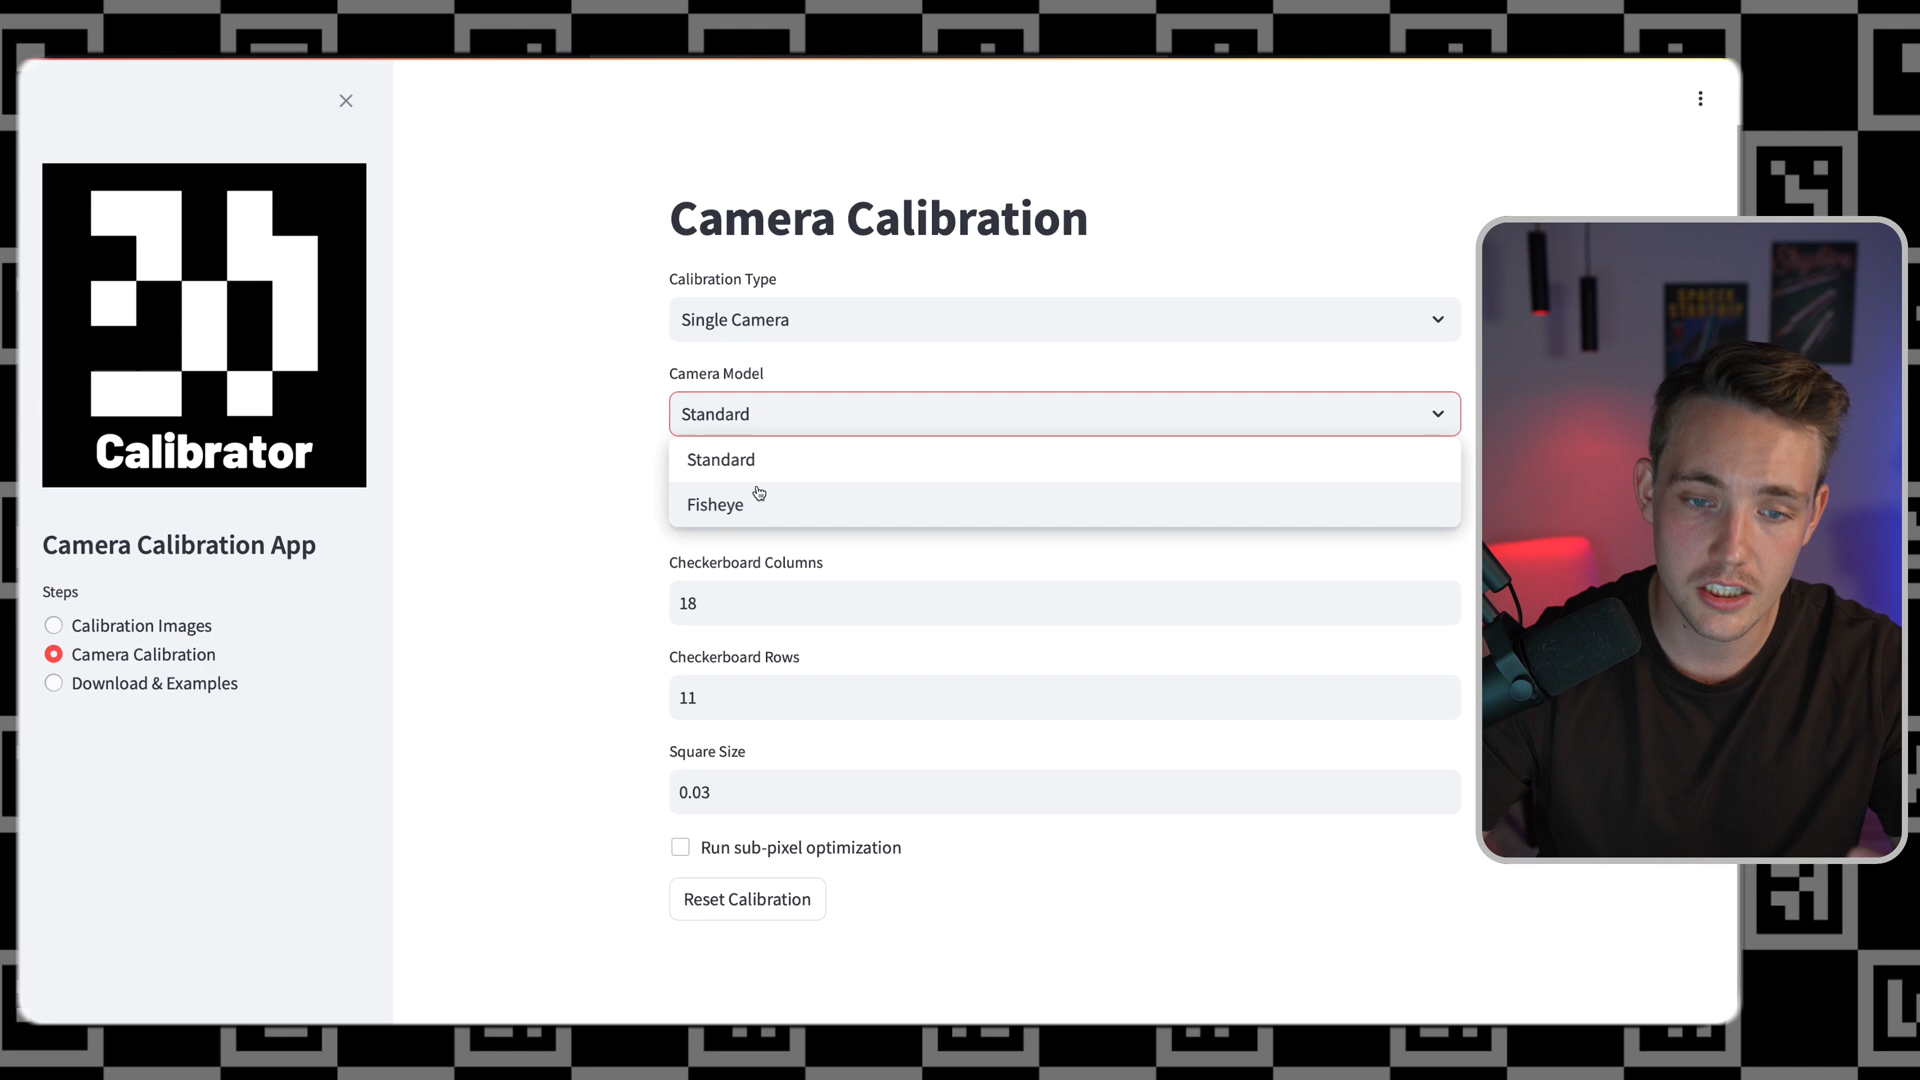 Calibrator
Camera Calibration App
Steps
Calibration Images
Camera Calibration
Download & Examples
Camera Calibration
Calibration Type
Single Camera
Camera Model
Standard
Standard
Fisheye
Checkerboard Columns
18
Checkerboard Rows
11
Square Size
0.03
Run sub-pixel optimization
Reset Calibration